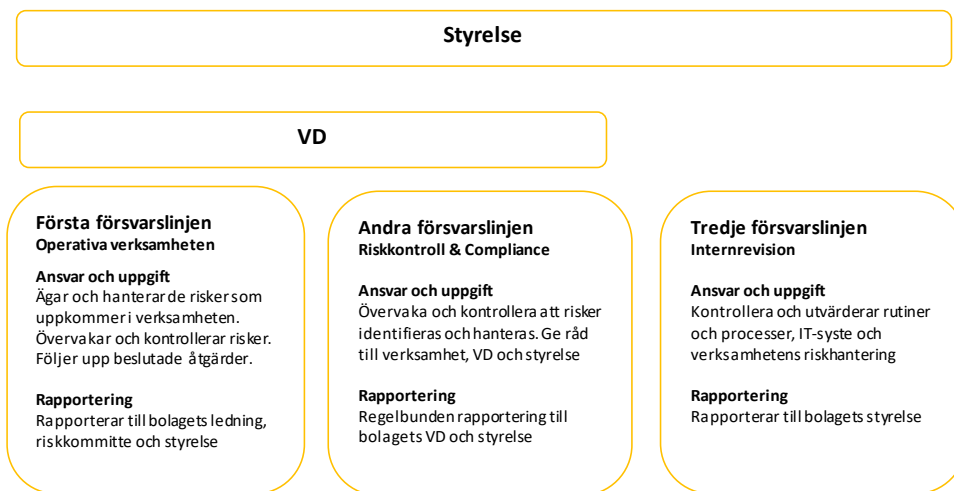 Styrelse
VD
Första försvarslinjen
Operativa verksamheten
Ansvar och uppgift
Ägar och hanterar de risker som
uppkommer i verksamheten.
Övervakar och kontrollerar risker.
Följer upp beslutade åtgärder.
Rapportering
Rapporterar till bolagets ledning,
riskkommitte och styrelse
Andra försvarslinjen
Riskkontroll & Compliance
Ansvar och uppgift
Övervaka och kontrollera att risker
identifieras och hanteras. Ge råd
till verksamhet, VD och styrelse
Rapportering
Regelbunden rapportering till
bolagets VD och styrelse
Tredje försvarslinjen
Internrevision
Ansvar och uppgift
Kontrollera och utvärderar rutiner
och processer, IT-syste och
verksamhetens riskhantering
Rapportering
Rapporterar till bolagets styrelse